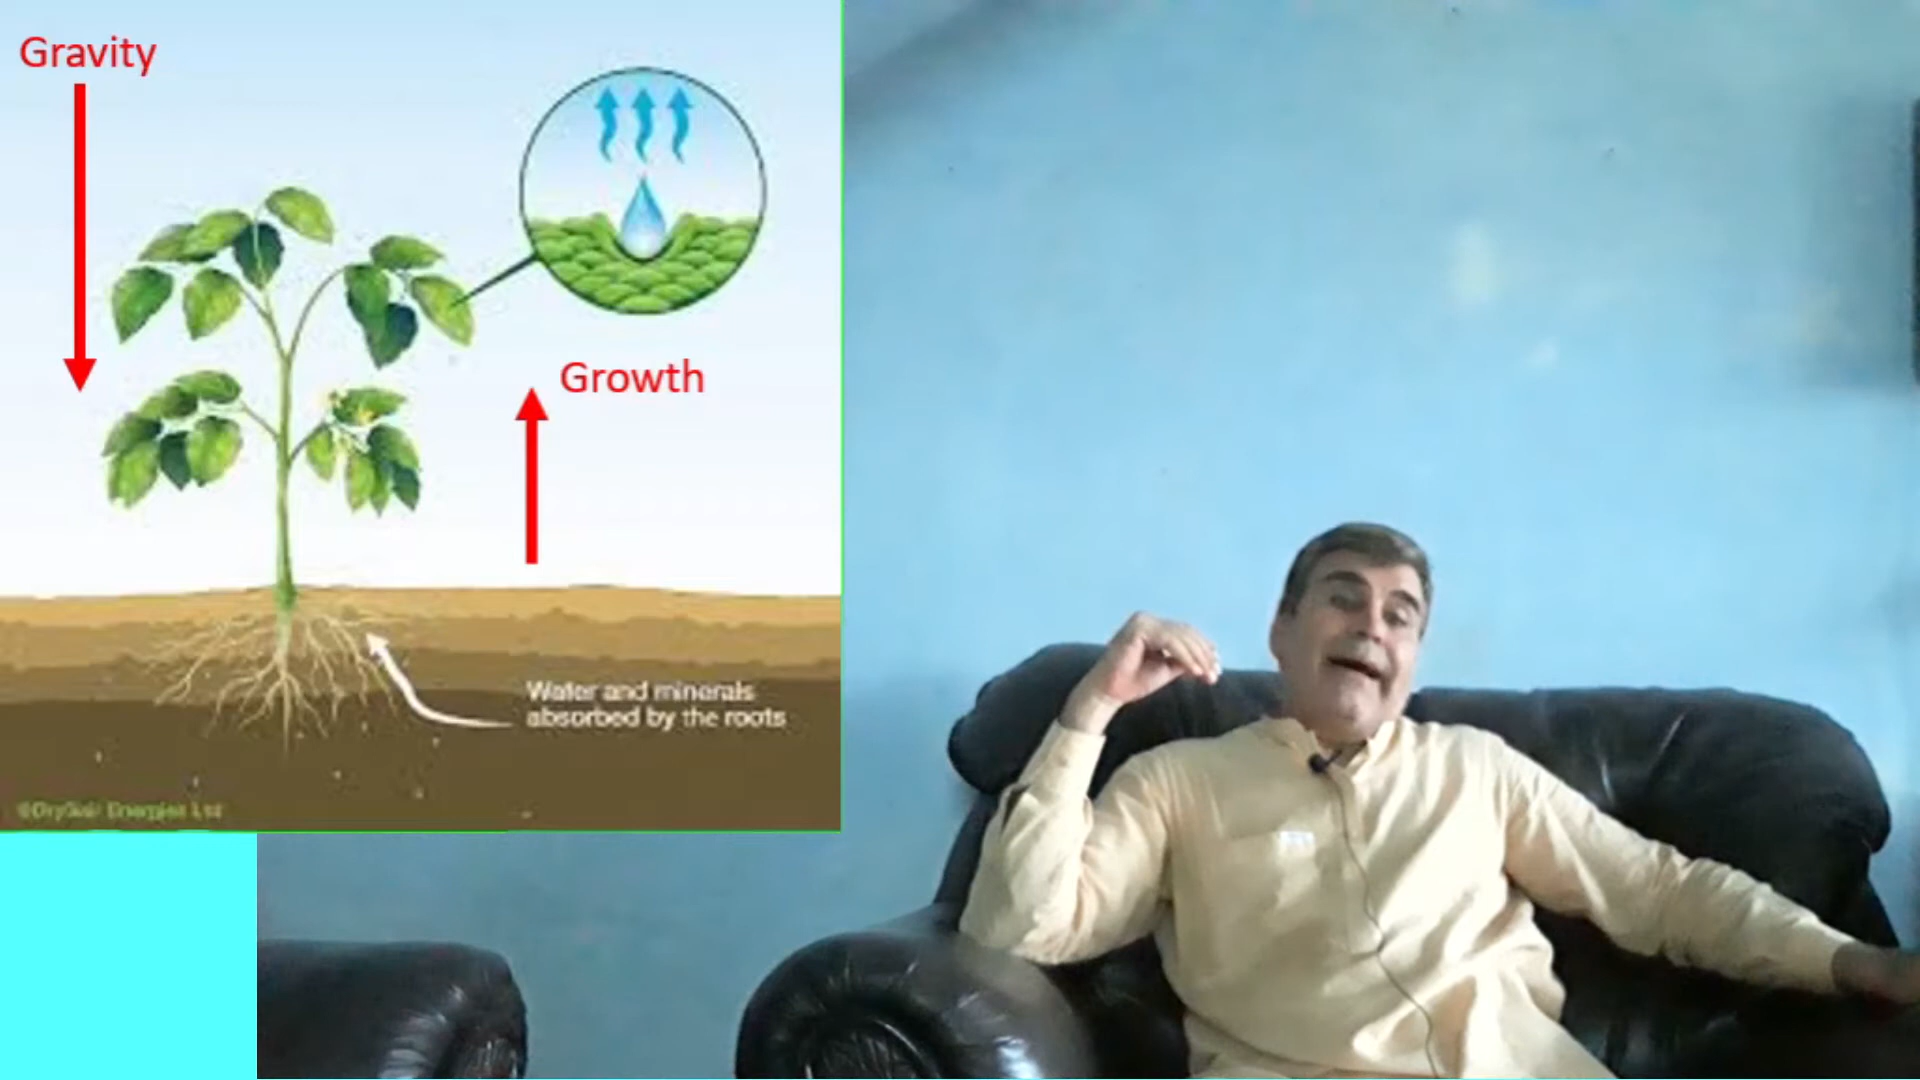 Gravity
Growth
Water and minerals
absorbed by the roots